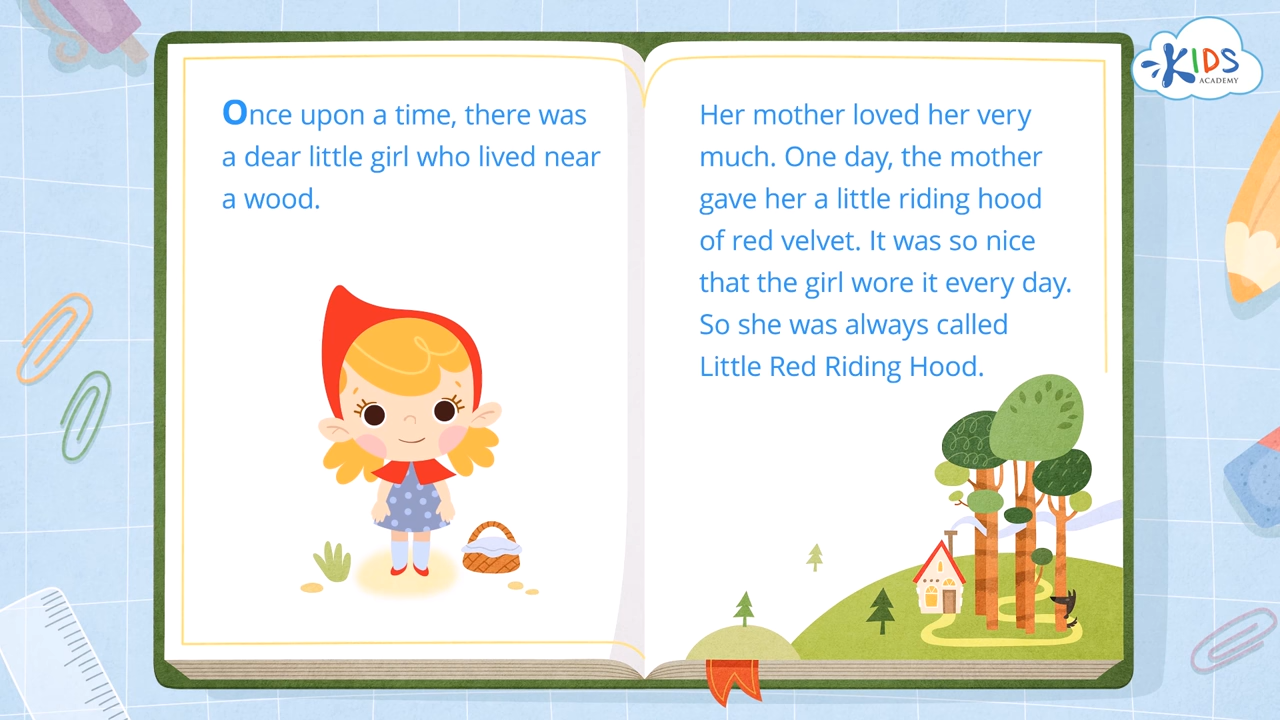 Once upon a time, there was
a dear little girl who lived near
a wood.
Her mother loved her very
much. One day, the mother
gave her a little riding hood
of red velvet. It was so nice
that the girl wore it every day.
So she was always called
Little Red Riding Hood.
KIDS
ACADEMY